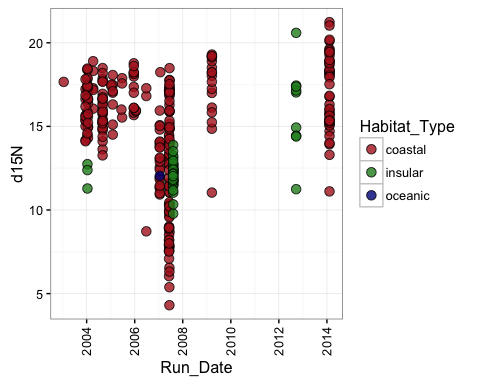 20
15
10
5
d15N
2004
2006
2008
2010
2012
2014
Run_Date
Habitat_Type
coastal
insular
oceanic